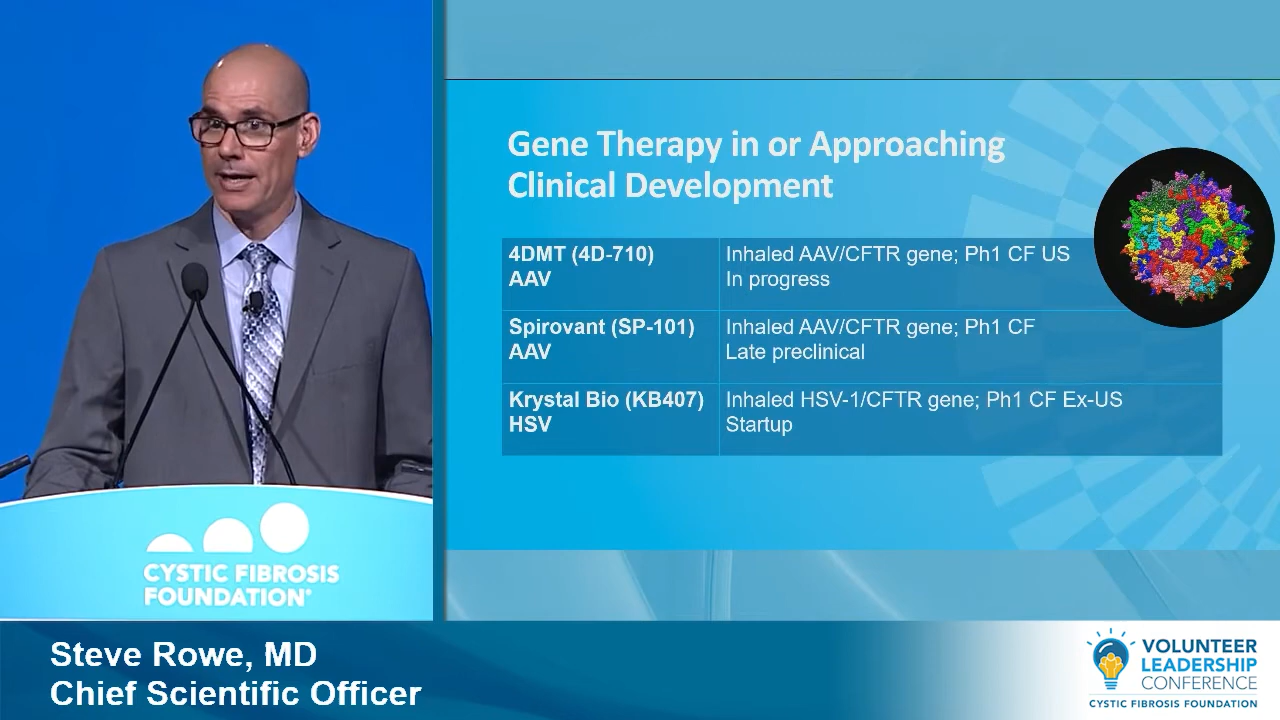 Gene Therapy in or Approaching
Clinical Development
4DMT (4D-710)
AAV
Inhaled AAV/CFTR gene; Ph1 CF US
In progress
Spirovant (SP-101)
AAV
Inhaled AAV/CFTR gene; Ph1 CF
Late preclinical
Krystal Bio (KB407)
HSV
Inhaled HSV-1/CFTR gene; Ph1 CF Ex-US
Startup
CYSTIC FIBROSIS
FOUNDATION®
Steve Rowe, MD
Chief Scientific Officer
VOLUNTEER
LEADERSHIP
CONFERENCE
CYSTIC FIBROSIS FOUNDATION